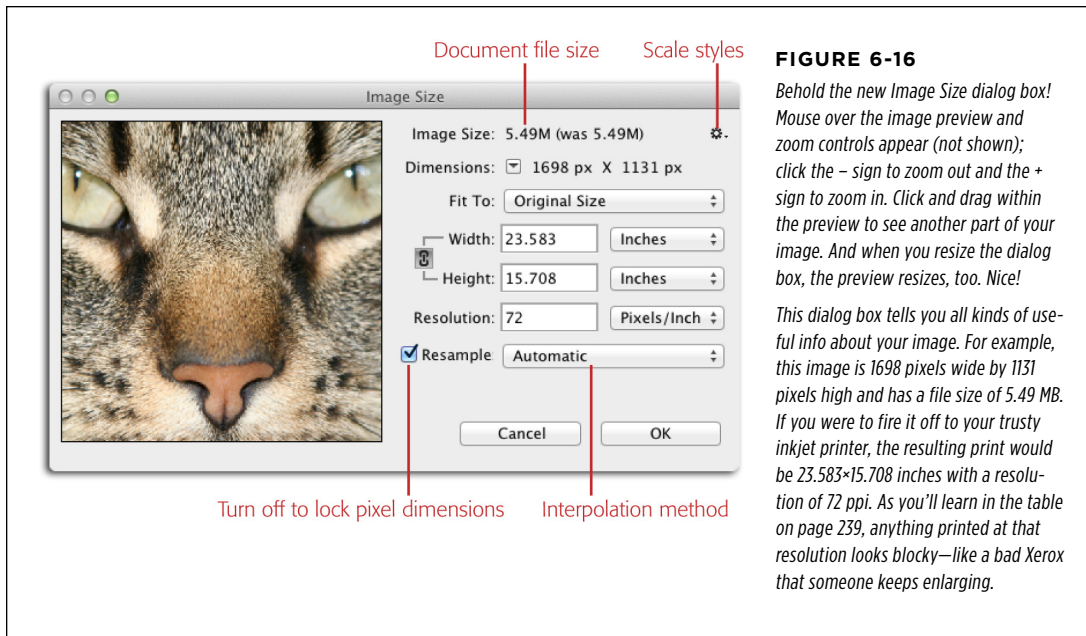 Document file size
Scale styles
Image Size
Image Size: 5.49M (was 5.49M)
Dimensions: 1698 px X 1131 px
Fit To: Original Size
Width: 23.583 Inches
Height: 15.708 Inches
Resolution: 72 Pixels/Inch
Resample: Automatic
Cancel OK
Turn off to lock pixel dimensions
Interpolation method
FIGURE 6-16
Behold the new Image Size dialog box!
Mouse over the image preview and
zoom controls appear (not shown);
click the – sign to zoom out and the +
sign to zoom in. Click and drag within
the preview to see another part of your
image. And when you resize the dialog
box, the preview resizes, too. Nice!
This dialog box tells you all kinds of use-
ful info about your image. For example,
this image is 1698 pixels wide by 1131
pixels high and has a file size of 5.49 MB.
If you were to fire it off to your trusty
inkjet printer, the resulting print would
be 23.583×15.708 inches with a resolu-
tion of 72 ppi. As you’ll learn in the table
on page 239, anything printed at that
resolution looks blocky—like a bad Xerox
that someone keeps enlarging.